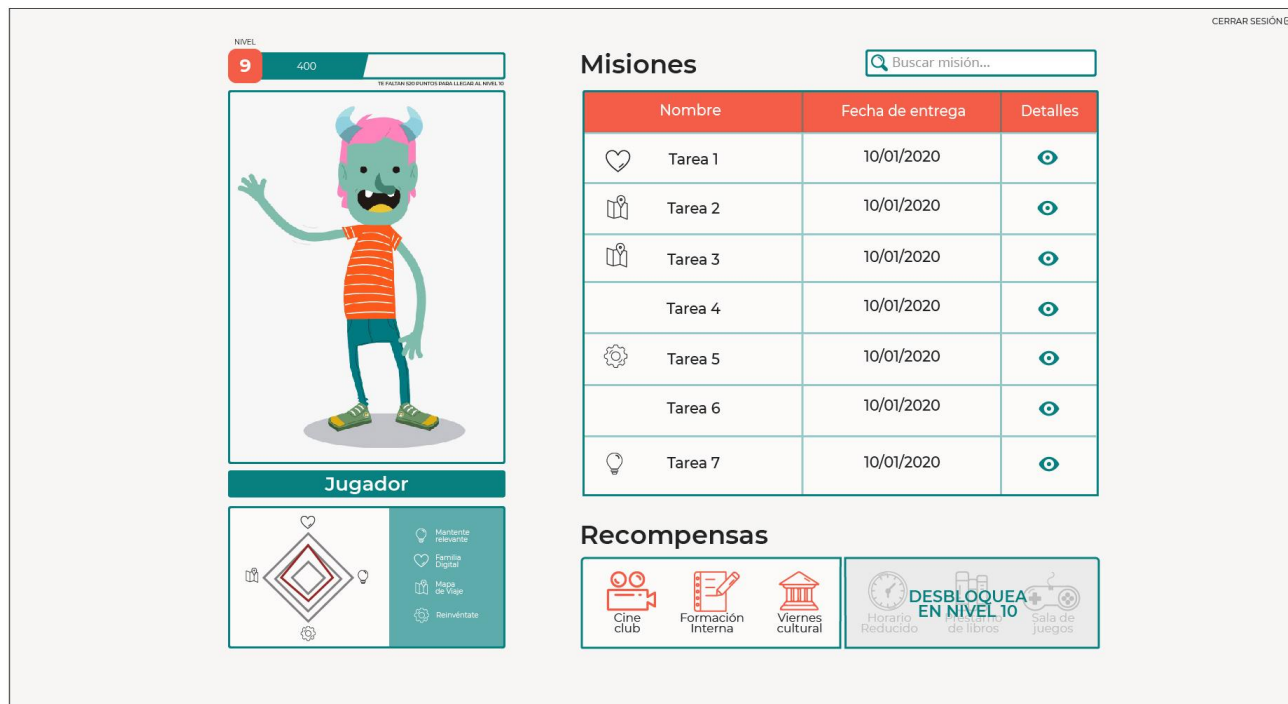 CERRAR SESIÓN
NIVEL
9
400
TE FALTAN 520 PUNTOS PARA LLEGAR AL NIVEL 10
Jugador
Mantente
relevante
Familia
Digital
Mapa
de Viaje
Reinvéntate
Misiones
Buscar misión...
Nombre Fecha de entrega Detalles
Tarea 1 10/01/2020
Tarea 2 10/01/2020
Tarea 3 10/01/2020
Tarea 4 10/01/2020
Tarea 5 10/01/2020
Tarea 6 10/01/2020
Tarea 7 10/01/2020
Recompensas
Cine
club
Formación
Interna
Viernes
cultural
DESBLOQUEA
EN NIVEL 10
Horario
Reducido
Préstamo
de libros
Sala de
juegos